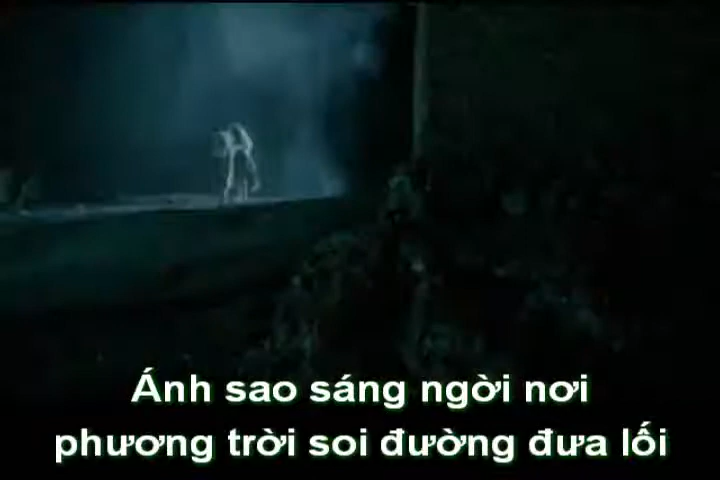 Ánh sao sáng ngời nơi
phương trời soi đường đưa lối